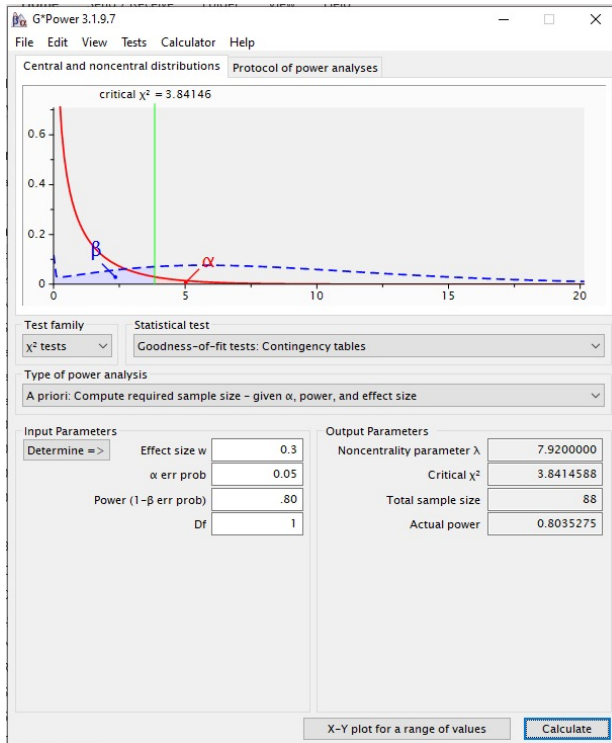 G*Power 3.1.9.7
File Edit View Tests Calculator Help
Central and noncentral distributions Protocol of power analyses
critical χ² = 3.84146
0.6
0.4
0.2
0
β
α
0 5 10 15 20
Test family Statistical test
χ² tests Goodness-of-fit tests: Contingency tables
Type of power analysis
A priori: Compute required sample size – given α, power, and effect size
Input Parameters Output Parameters
Determine => Effect size w 0.3 Noncentrality parameter λ 7.9200000
α err prob 0.05 Critical χ² 3.8414588
Power (1-β err prob) .80 Total sample size 88
Df 1 Actual power 0.8035275
X-Y plot for a range of values Calculate